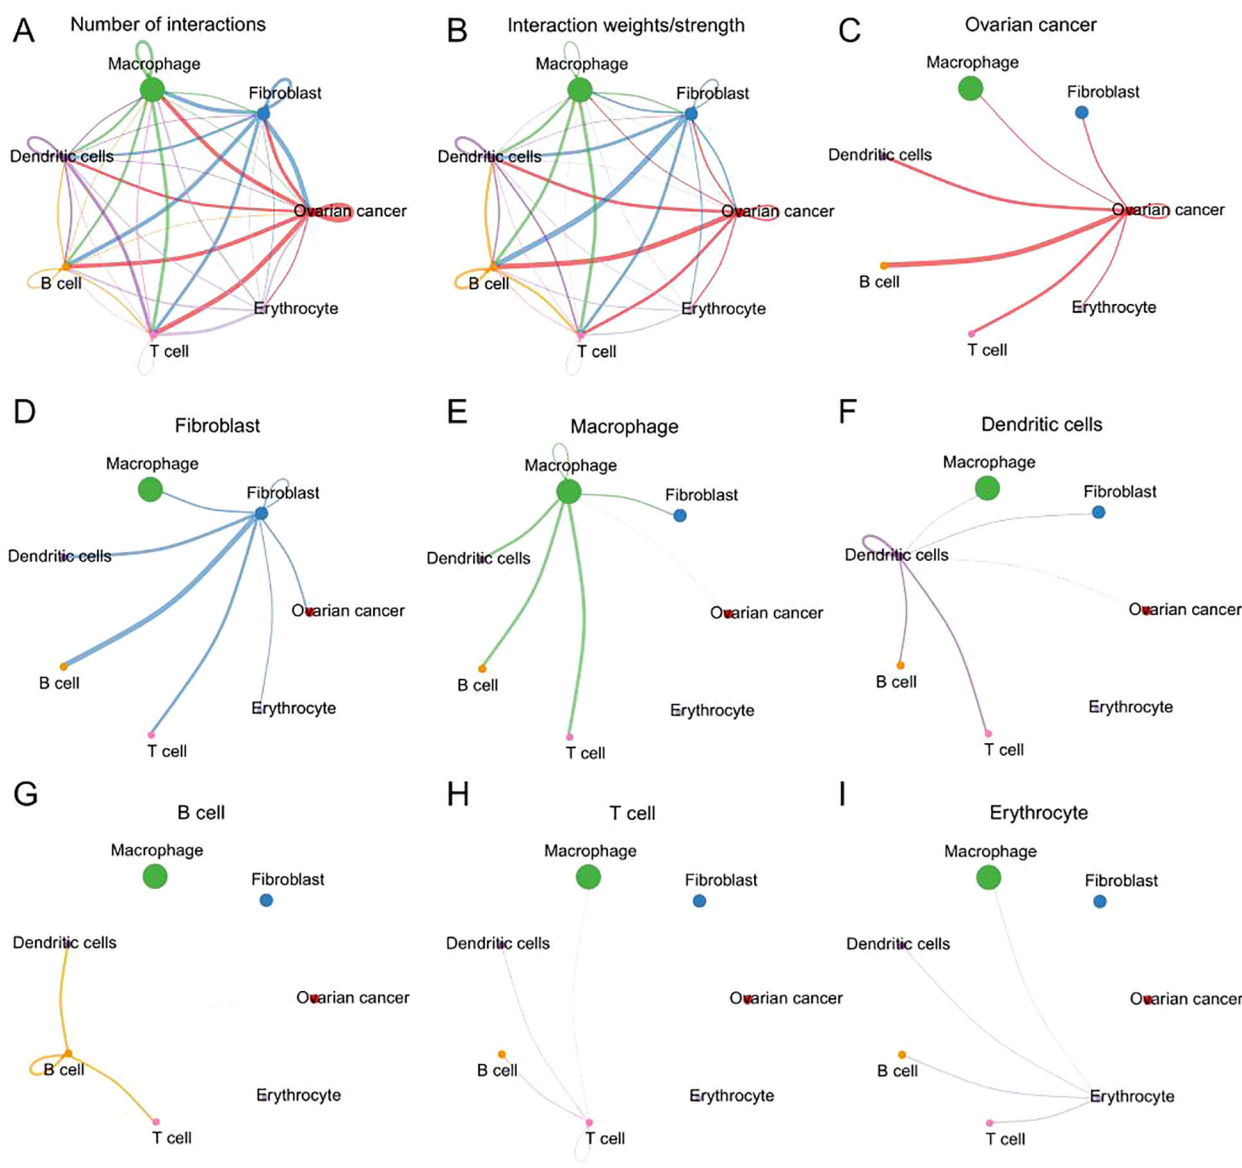 A Number of interactions
B Interaction weights/strength
C Ovarian cancer
Macrophage
Fibroblast
Dendritic cells
Ovarian cancer
B cell
Erythrocyte
T cell
Macrophage
Fibroblast
Dendritic cells
Ovarian cancer
B cell
Erythrocyte
T cell
Macrophage
Fibroblast
Dendritic cells
Ovarian cancer
B cell
Erythrocyte
T cell
D Fibroblast
E Macrophage
F Dendritic cells
Macrophage
Fibroblast
Dendritic cells
Ovarian cancer
B cell
Erythrocyte
T cell
Macrophage
Fibroblast
Dendritic cells
Ovarian cancer
B cell
Erythrocyte
T cell
Macrophage
Fibroblast
Dendritic cells
Ovarian cancer
B cell
Erythrocyte
T cell
G B cell
H T cell
I Erythrocyte
Macrophage
Fibroblast
Dendritic cells
Ovarian cancer
B cell
Erythrocyte
T cell
Macrophage
Fibroblast
Dendritic cells
Ovarian cancer
B cell
Erythrocyte
T cell
Macrophage
Fibroblast
Dendritic cells
Ovarian cancer
B cell
Erythrocyte
T cell